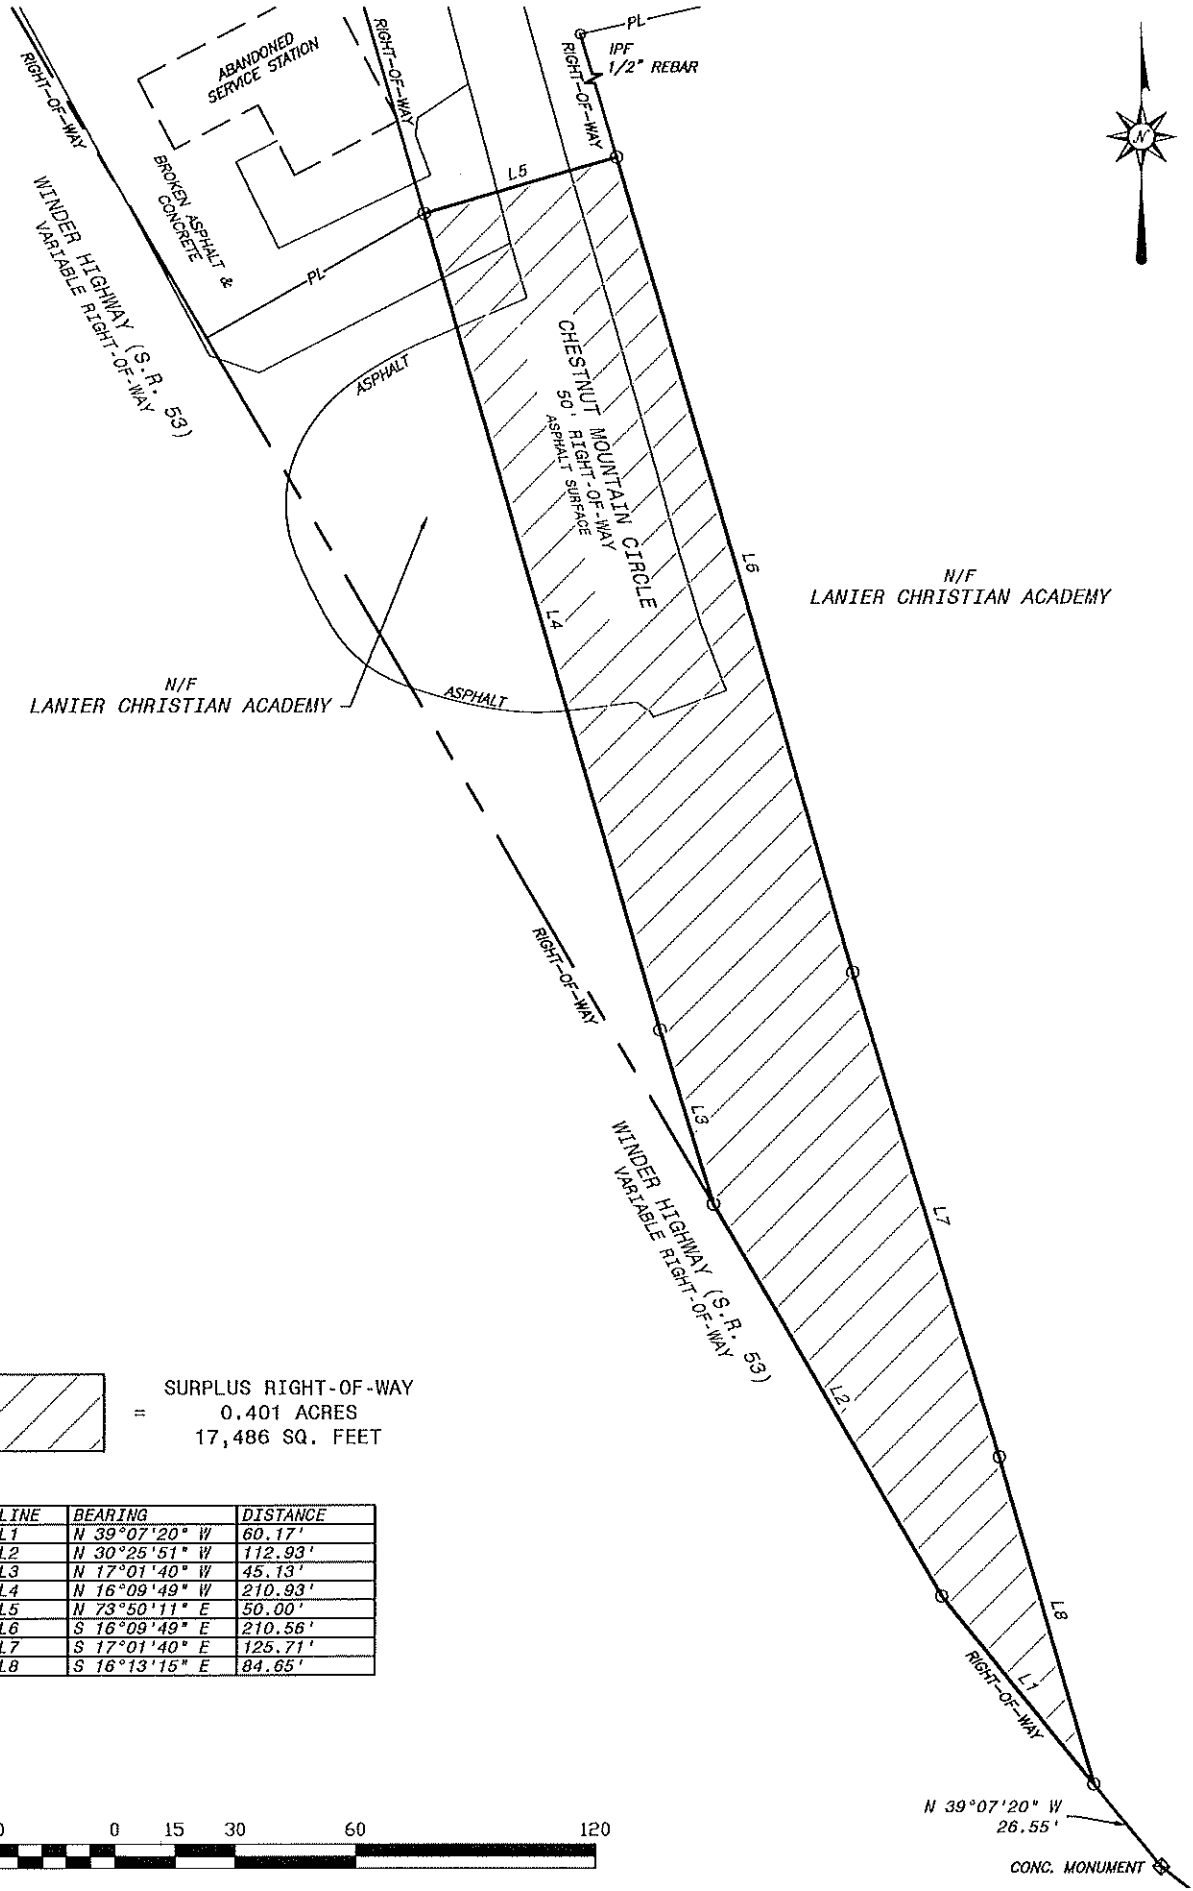 PL
IPF
1/2" REBAR
RIGHT-OF-WAY
RIGHT-OF-WAY
RIGHT-OF-WAY
ABANDONED
SERVICE STATION
N
L5
BROKEN ASPHALT &
CONCRETE
WINDER HIGHWAY (S.R. 53)
VARIABLE RIGHT-OF-WAY
PL
ASPHALT
CHESTNUT MOUNTAIN CIRCLE
50' RIGHT-OF-WAY
ASPHALT SURFACE
L6
N/F
LANIER CHRISTIAN ACADEMY
L4
N/F
LANIER CHRISTIAN ACADEMY
ASPHALT
RIGHT-OF-WAY
L3
WINDER HIGHWAY (S.R. 53)
VARIABLE RIGHT-OF-WAY
L7
L2
SURPLUS RIGHT-OF-WAY
=
0.401 ACRES
17,486 SQ. FEET
LINE BEARING DISTANCE
L1 N 39°07'20" W 60.17'
L2 N 30°25'51" W 112.93'
L3 N 17°01'40" W 45.13'
L4 N 16°09'49" W 210.93'
L5 N 73°50'11" E 50.00'
L6 S 16°09'49" E 210.56'
L7 S 17°01'40" E 125.71'
L8 S 16°13'15" E 84.65'
L8
L1
RIGHT-OF-WAY
N 39°07'20" W
26.55'
0 15 30 60 120
CONC. MONUMENT